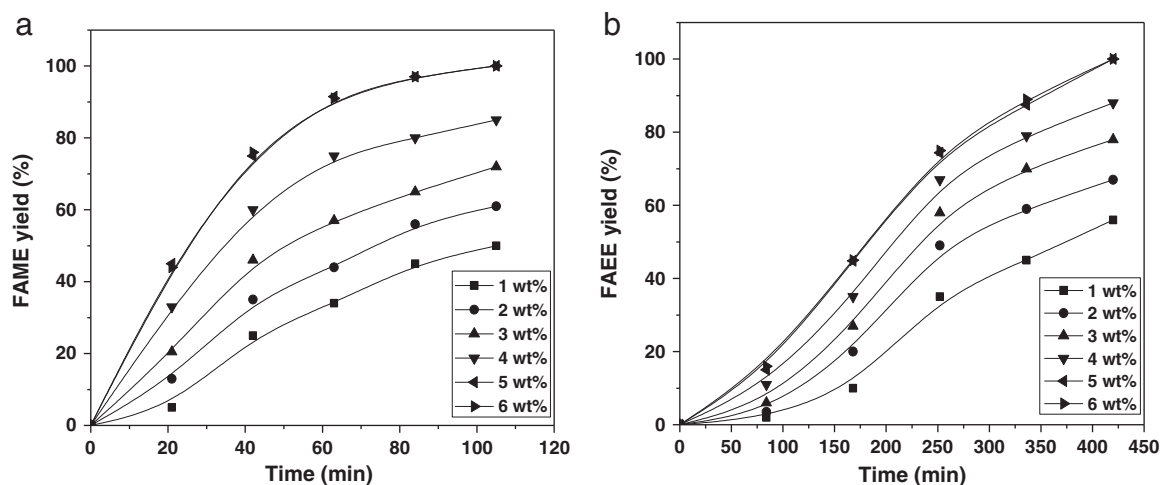 a
FAME yield (%)
100
80
60
40
20
0
0 20 40 60 80 100 120
Time (min)
1 wt%
2 wt%
3 wt%
4 wt%
5 wt%
6 wt%
b
FAEE yield (%)
100
80
60
40
20
0
0 50 100 150 200 250 300 350 400 450
Time (min)
1 wt%
2 wt%
3 wt%
4 wt%
5 wt%
6 wt%